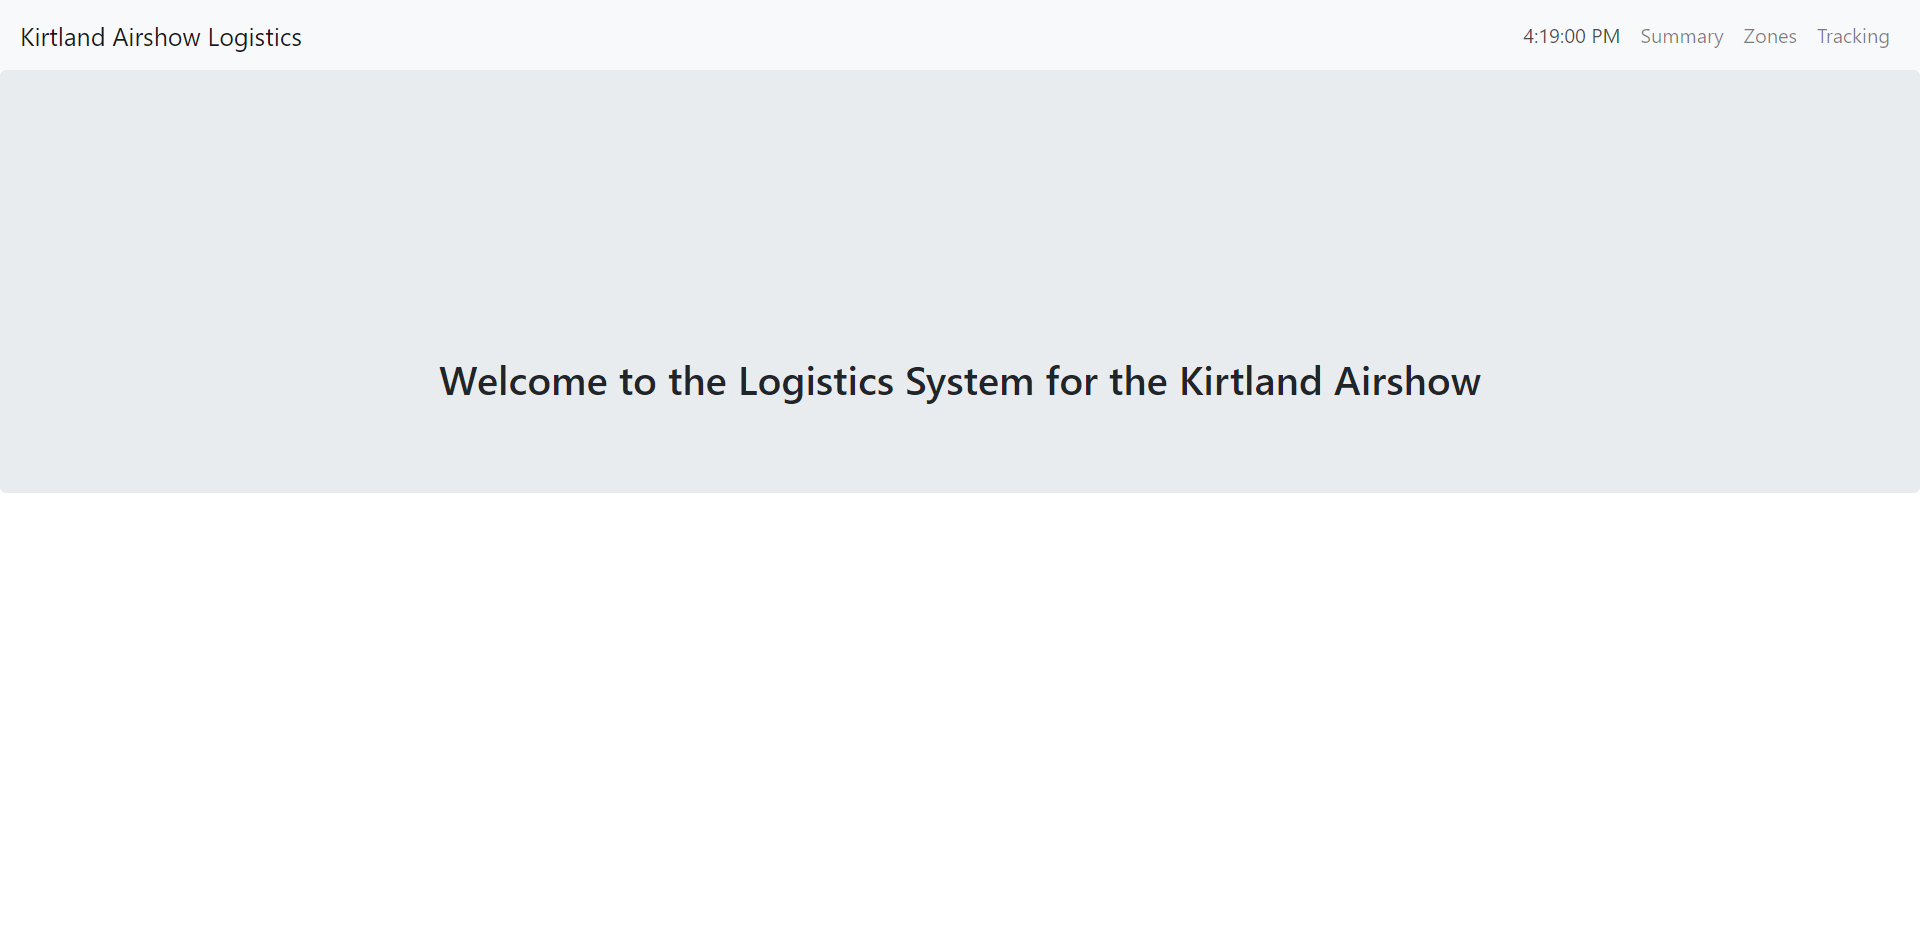 Kirtland Airshow Logistics
4:19:00 PM Summary Zones Tracking
Welcome to the Logistics System for the Kirtland Airshow